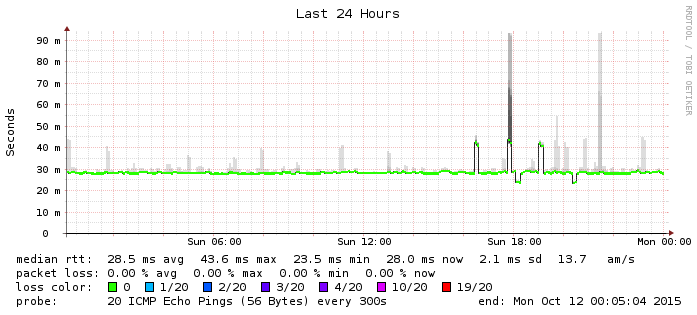 Last 24 Hours
RRDTOOL / TOBI OETIKER
Seconds
90 m
80 m
70 m
60 m
50 m
40 m
30 m
20 m
10 m
0
Sun 06:00 Sun 12:00 Sun 18:00 Mon 00:00
median rtt: 28.5 ms avg 43.6 ms max 23.5 ms min 28.0 ms now 2.1 ms sd 13.7 am/s
packet loss: 0.00 % avg 0.00 % max 0.00 % min 0.00 % now
loss color: 0 1/20 2/20 3/20 4/20 10/20 19/20
probe: 20 ICMP Echo Pings (56 Bytes) every 300s end: Mon Oct 12 00:05:04 2015